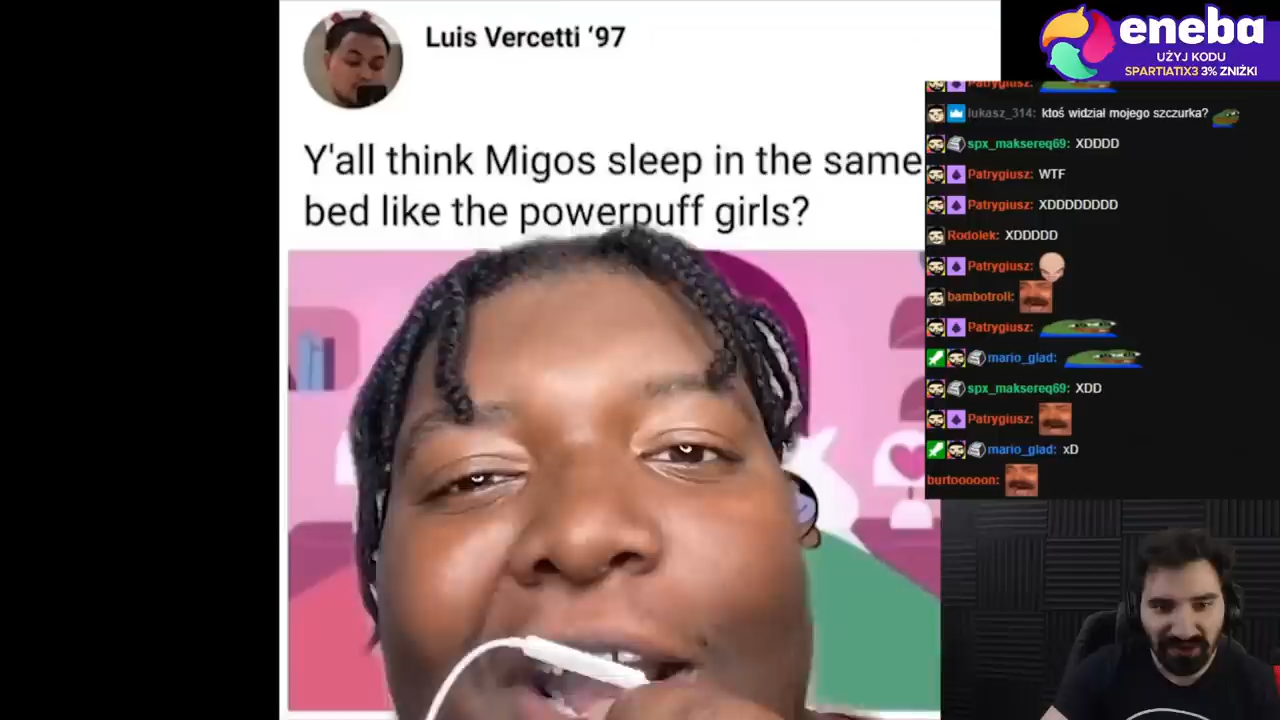 Luis Vercetti ‘97
Y'all think Migos sleep in the same
bed like the powerpuff girls?
eneba
UŻYJ KODU
SPARTIATIX3 3% ZNIŻKI
Patrygiusz:
lukasz_314: ktoś widział mojego szczurka?
spx_maksereq69: XDDDD
Patrygiusz: WTF
Patrygiusz: XDDDDDDDD
Rodolek: XDDDDD
Patrygiusz:
bambotroll:
Patrygiusz:
mario_glad:
spx_maksereq69: XDD
Patrygiusz:
mario_glad: xD
burtooooon: